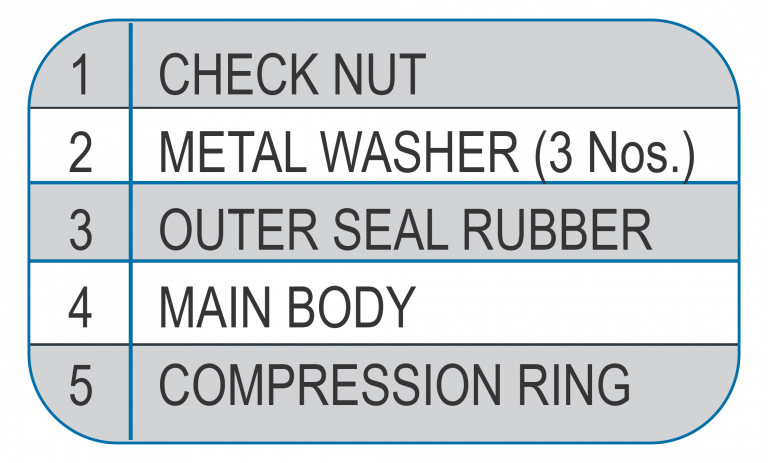 1 CHECK NUT
2 METAL WASHER (3 Nos.)
3 OUTER SEAL RUBBER
4 MAIN BODY
5 COMPRESSION RING